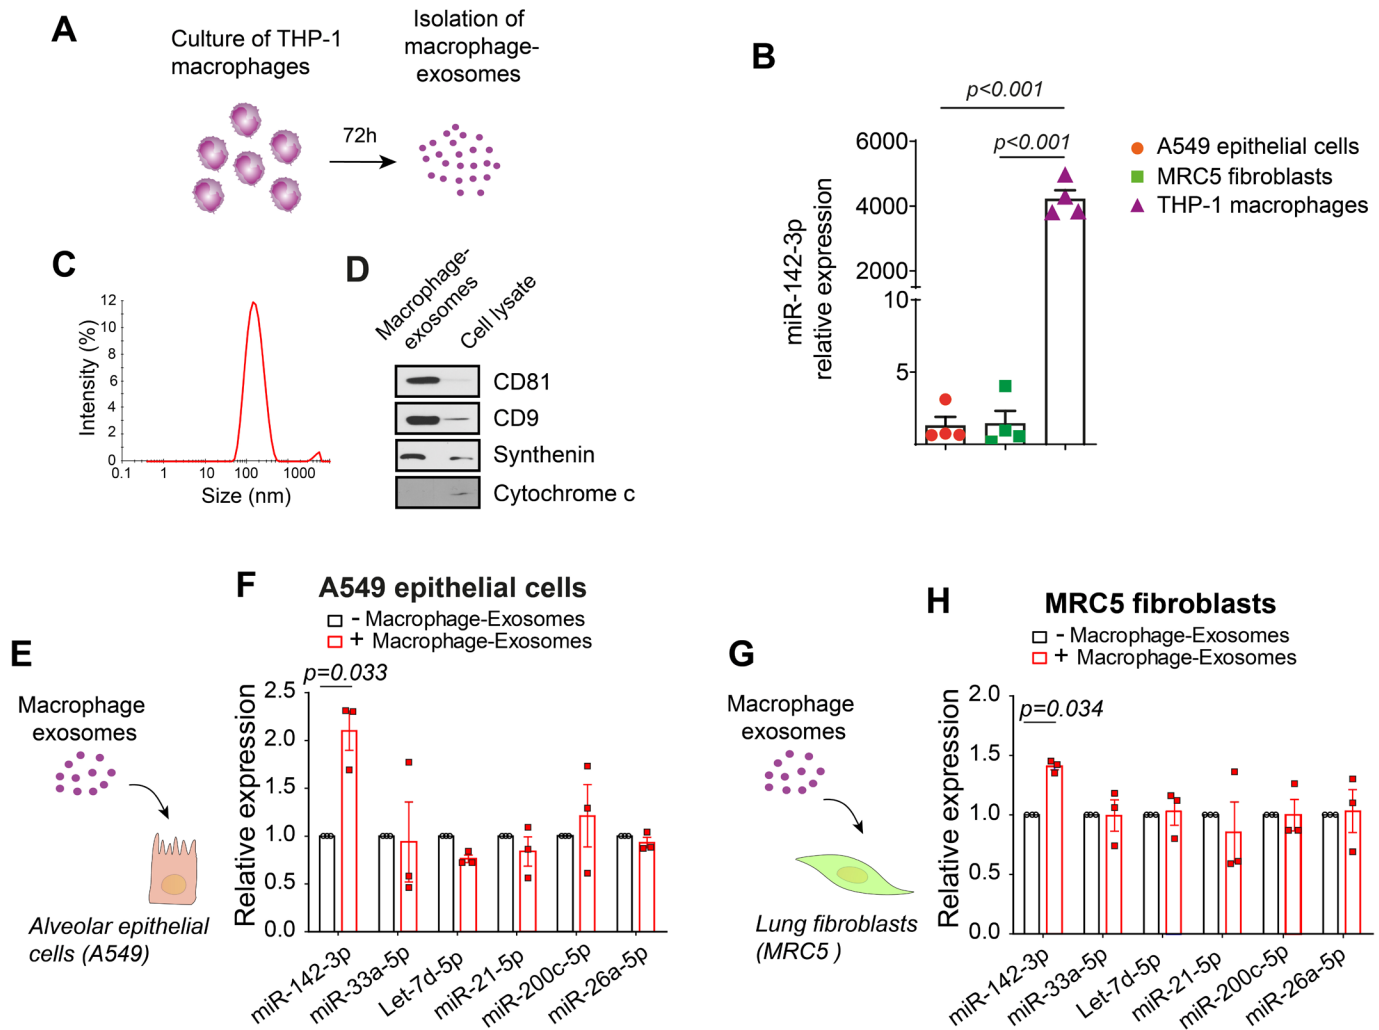 A
Culture of THP-1
macrophages
72h
Isolation of
macrophage-
exosomes
B
p<0.001
p<0.001
6000
4000
2000
10
5
miR-142-3p
relative expression
A549 epithelial cells
MRC5 fibroblasts
THP-1 macrophages
C
Intensity (%)
12
10
8
6
4
2
0
0.1
1
10
100
1000
Size (nm)
D
Macrophage-
exosomes
Cell lysate
CD81
CD9
Synthenin
Cytochrome c
E
Macrophage
exosomes
Alveolar epithelial
cells (A549)
F
A549 epithelial cells
- Macrophage-Exosomes
+ Macrophage-Exosomes
p=0.033
Relative expression
2.5
2.0
1.5
1.0
0.5
0.0
miR-142-3p
miR-33a-5p
Let-7d-5p
miR-21-5p
miR-200c-5p
miR-26a-5p
G
Macrophage
exosomes
Lung fibroblasts
(MRC5 )
H
MRC5 fibroblasts
- Macrophage-Exosomes
+ Macrophage-Exosomes
p=0.034
Relative expression
2.0
1.5
1.0
0.5
0.0
miR-142-3p
miR-33a-5p
Let-7d-5p
miR-21-5p
miR-200c-5p
miR-26a-5p